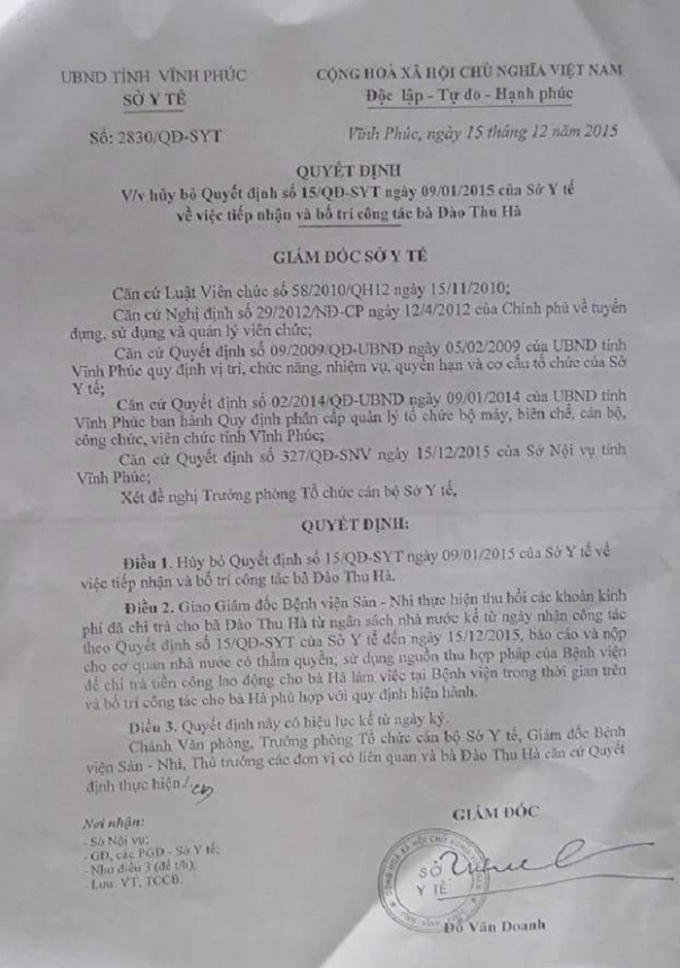 UBND TỈNH VĨNH PHÚC
SỞ Y TẾ
Số: 2830/QĐ-SYT
CỘNG HOÀ XÃ HỘI CHỦ NGHĨA VIỆT NAM
Độc lập - Tự do - Hạnh phúc
Vĩnh Phúc, ngày 15 tháng 12 năm 2015
QUYẾT ĐỊNH
V/v hủy bỏ Quyết định số 15/QĐ-SYT ngày 09/01/2015 của Sở Y tế
về việc tiếp nhận và bố trí công tác bà Đào Thu Hà
GIÁM ĐỐC SỞ Y TẾ
Căn cứ Luật Viên chức số 58/2010/QH12 ngày 15/11/2010;
Căn cứ Nghị định số 29/2012/NĐ-CP ngày 12/4/2012 của Chính phủ về tuyển
dụng, sử dụng và quản lý viên chức;
Căn cứ Quyết định số 09/2009/QĐ-UBND ngày 05/02/2009 của UBND tỉnh
Vĩnh Phúc quy định vị trí, chức năng, nhiệm vụ, quyền hạn và cơ cấu tổ chức của Sở
Y tế;
Căn cứ Quyết định số 02/2014/QĐ-UBND ngày 09/01/2014 của UBND tỉnh
Vĩnh Phúc ban hành Quy định phân cấp quản lý tổ chức bộ máy, biên chế, cán bộ,
công chức, viên chức tỉnh Vĩnh Phúc;
Căn cứ Quyết định số 327/QĐ-SNV ngày 15/12/2015 của Sở Nội vụ tỉnh
Vĩnh Phúc;
Xét đề nghị Trưởng phòng Tổ chức cán bộ Sở Y tế,
QUYẾT ĐỊNH:
Điều 1. Hủy bỏ Quyết định số 15/QĐ-SYT ngày 09/01/2015 của Sở Y tế về
việc tiếp nhận và bố trí công tác bà Đào Thu Hà.
Điều 2. Giao Giám đốc Bệnh viện Sản - Nhi thực hiện thu hồi các khoản kinh
phí đã chi trả cho bà Đào Thu Hà từ ngân sách nhà nước kể từ ngày nhận công tác
theo Quyết định số 15/QĐ-SYT của Sở Y tế đến ngày 15/12/2015, báo cáo và nộp
cho cơ quan nhà nước có thẩm quyền; sử dụng nguồn thu hợp pháp của Bệnh viện
để chi trả tiền công lao động cho bà Hà làm việc tại Bệnh viện trong thời gian trên
và bố trí công tác cho bà Hà phù hợp với quy định hiện hành.
Điều 3. Quyết định này có hiệu lực kể từ ngày ký.
Chánh Văn phòng, Trưởng phòng Tổ chức cán bộ Sở Y tế, Giám đốc Bệnh
viện Sản - Nhi, Thủ trưởng các đơn vị có liên quan và bà Đào Thu Hà căn cứ Quyết
định thực hiện./.
Nơi nhận:
- Sở Nội vụ;
- GĐ, các PGĐ - Sở Y tế;
- Như điều 3 (để t/h);
- Lưu: VT, TCCB.
GIÁM ĐỐC
SỞ
Y TẾ
Đỗ Văn Doanh